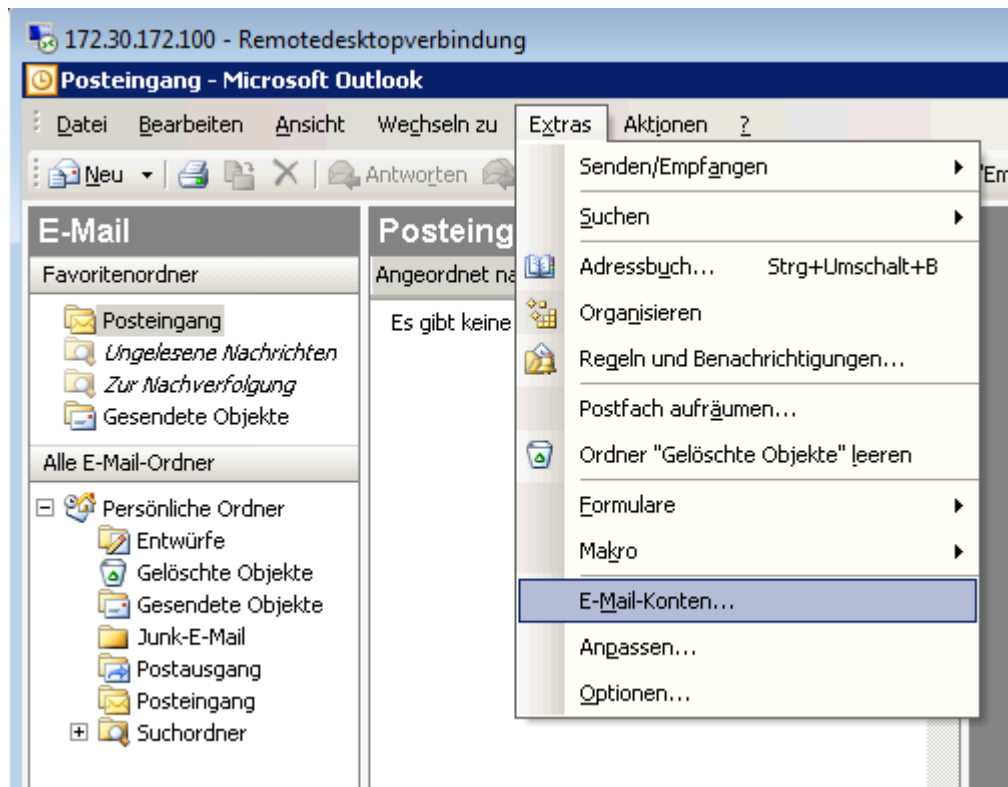 172.30.172.100 - Remotedesktopverbindung
Posteingang - Microsoft Outlook
Datei Bearbeiten Ansicht Wechseln zu Extras Aktionen ?
Neu Antworten
E-Mail
Favoritenordner
Posteingang
Ungelesene Nachrichten
Zur Nachverfolgung
Gesendete Objekte
Alle E-Mail-Ordner
Persönliche Ordner
Entwürfe
Gelöschte Objekte
Gesendete Objekte
Junk-E-Mail
Postausgang
Posteingang
Suchordner
Posteing
Angeordnet na
Es gibt keine
Senden/Empfangen
Suchen
Adressbuch... Strg+Umschalt+B
Organisieren
Regeln und Benachrichtigungen...
Postfach aufräumen...
Ordner "Gelöschte Objekte" leeren
Formulare
Makro
E-Mail-Konten...
Anpassen...
Optionen...